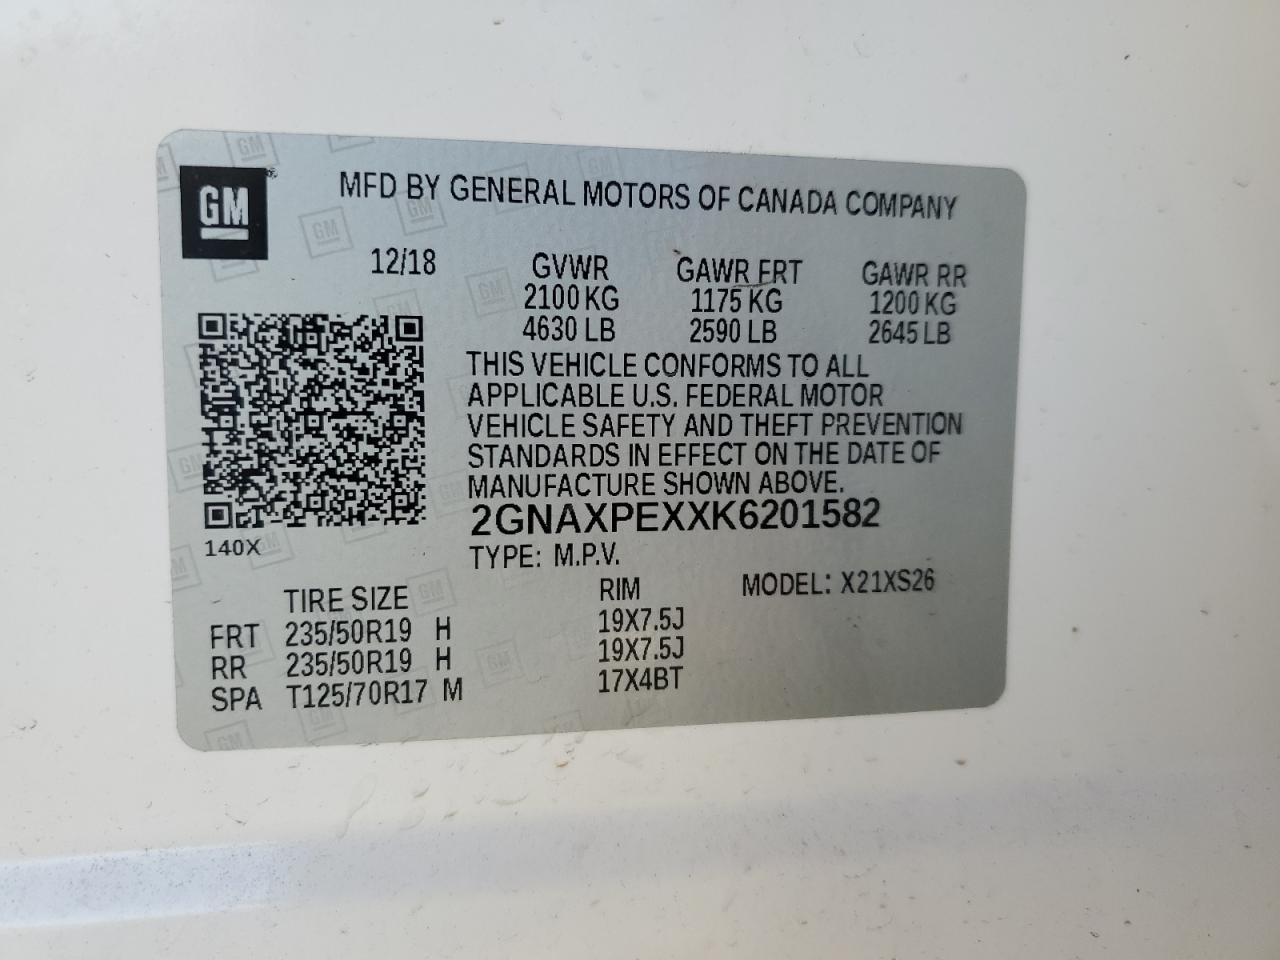 GM
MFD BY GENERAL MOTORS OF CANADA COMPANY
12/18 GVWR GAWR FRT GAWR RR
2100 KG 1175 KG 1200 KG
4630 LB 2590 LB 2645 LB
THIS VEHICLE CONFORMS TO ALL
APPLICABLE U.S. FEDERAL MOTOR
VEHICLE SAFETY AND THEFT PREVENTION
STANDARDS IN EFFECT ON THE DATE OF
MANUFACTURE SHOWN ABOVE.
2GNAXPEXXK6201582
140X
TYPE: M.P.V.
TIRE SIZE RIM MODEL: X21XS26
FRT 235/50R19 H 19X7.5J
RR 235/50R19 H 19X7.5J
SPA T125/70R17 M 17X4BT